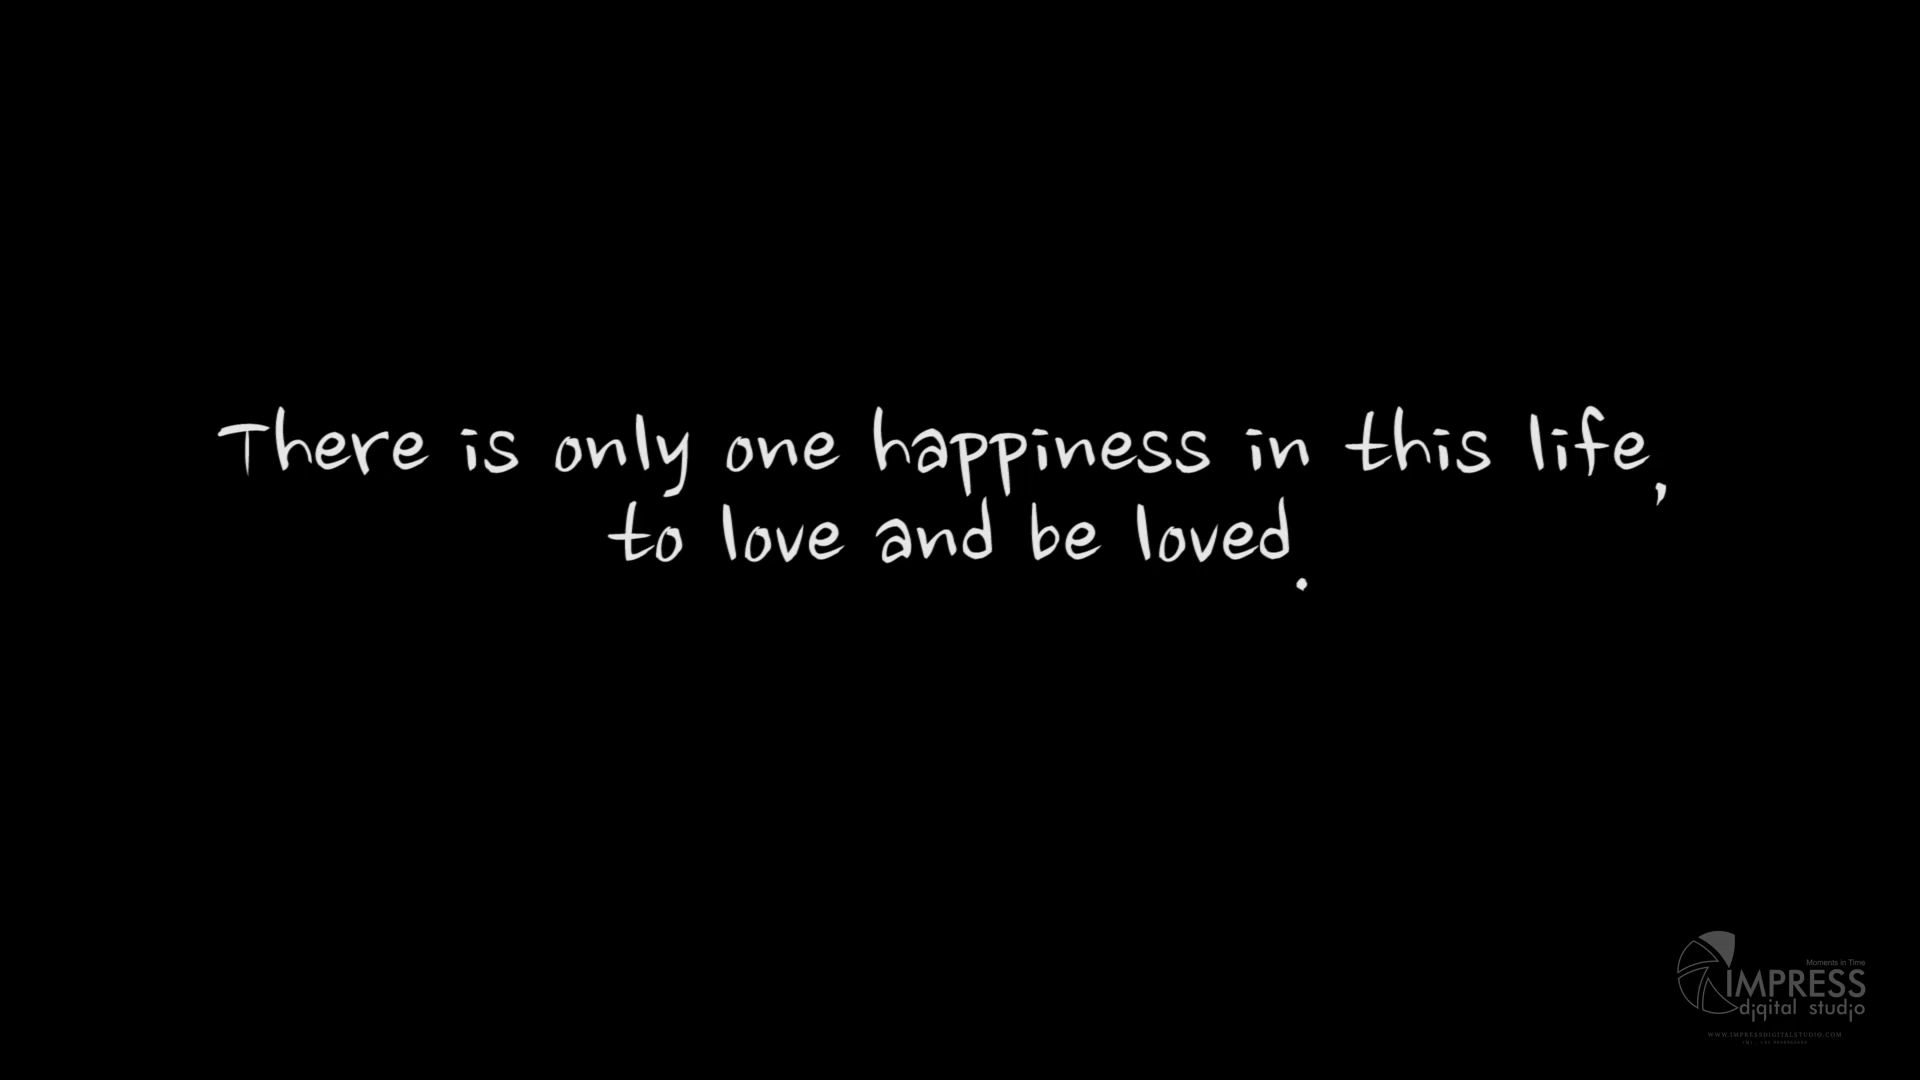 There is only one happiness in this life,
to love and be loved.
Moments in Time
IMPRESS
digital studio
WWW.IMPRESSDIGITALSTUDIO.COM